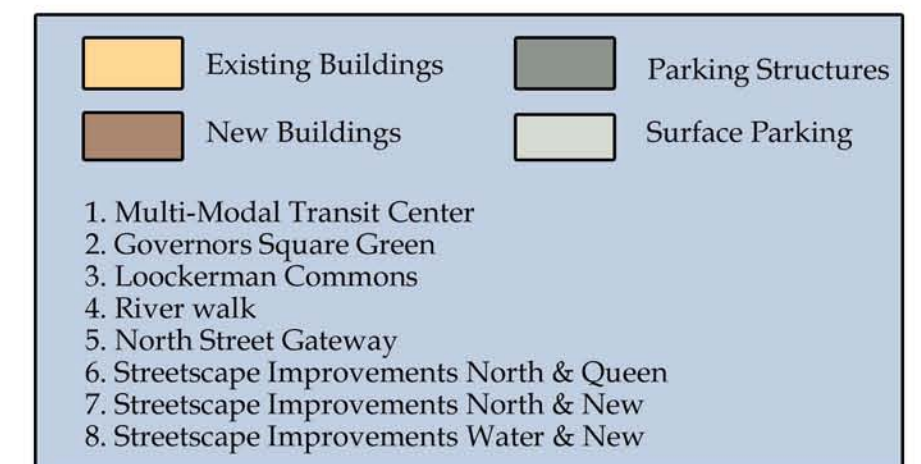 Existing Buildings
Parking Structures
New Buildings
Surface Parking
1. Multi-Modal Transit Center
2. Governors Square Green
3. Loockerman Commons
4. River walk
5. North Street Gateway
6. Streetscape Improvements North & Queen
7. Streetscape Improvements North & New
8. Streetscape Improvements Water & New